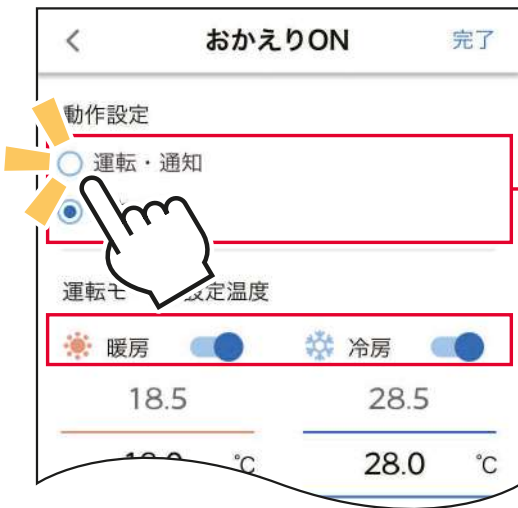 < おかえりON 完了
動作設定
運転・通知
運転モ 設定温度
暖房 冷房
18.5 28.5
℃ 28.0 ℃